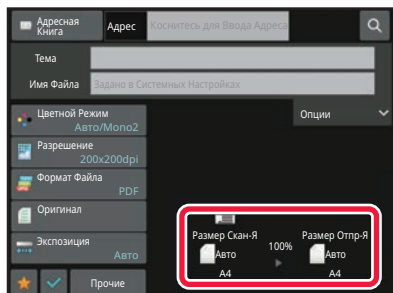 Адресная
Книга
Адрес
Коснитесь для Ввода Адреса
Тема
Имя Файла
Задано в Системных Настройках
Цветной Режим
Авто/Mono2
Опции
Разрешение
200x200dpi
Формат Файла
PDF
Оригинал
Экспозиция
Авто
Прочие
Размер Скан-Я
100%
Размер Отпр-Я
Авто
Авто
A4
A4